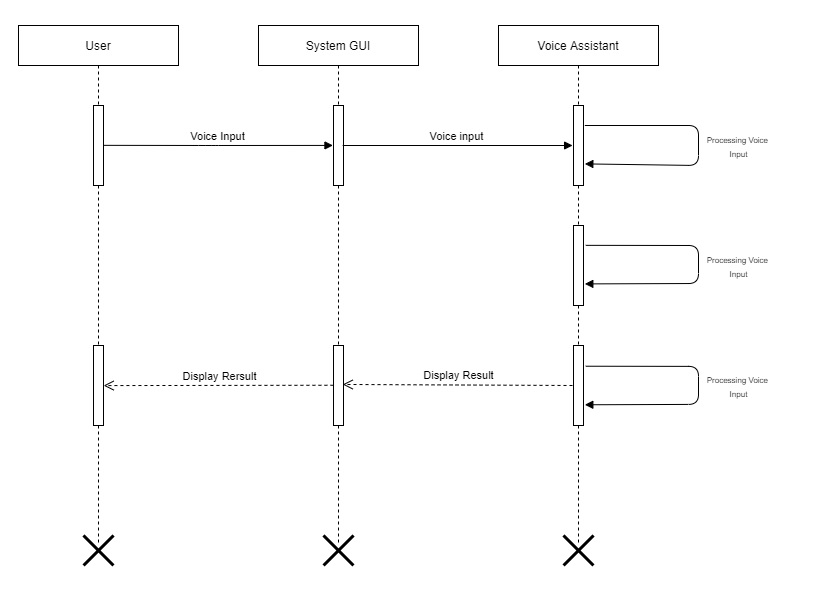 User
System GUI
Voice Assistant
Voice Input
Voice input
Processing Voice
Input
Processing Voice
Input
Display Rersult
Display Result
Processing Voice
Input